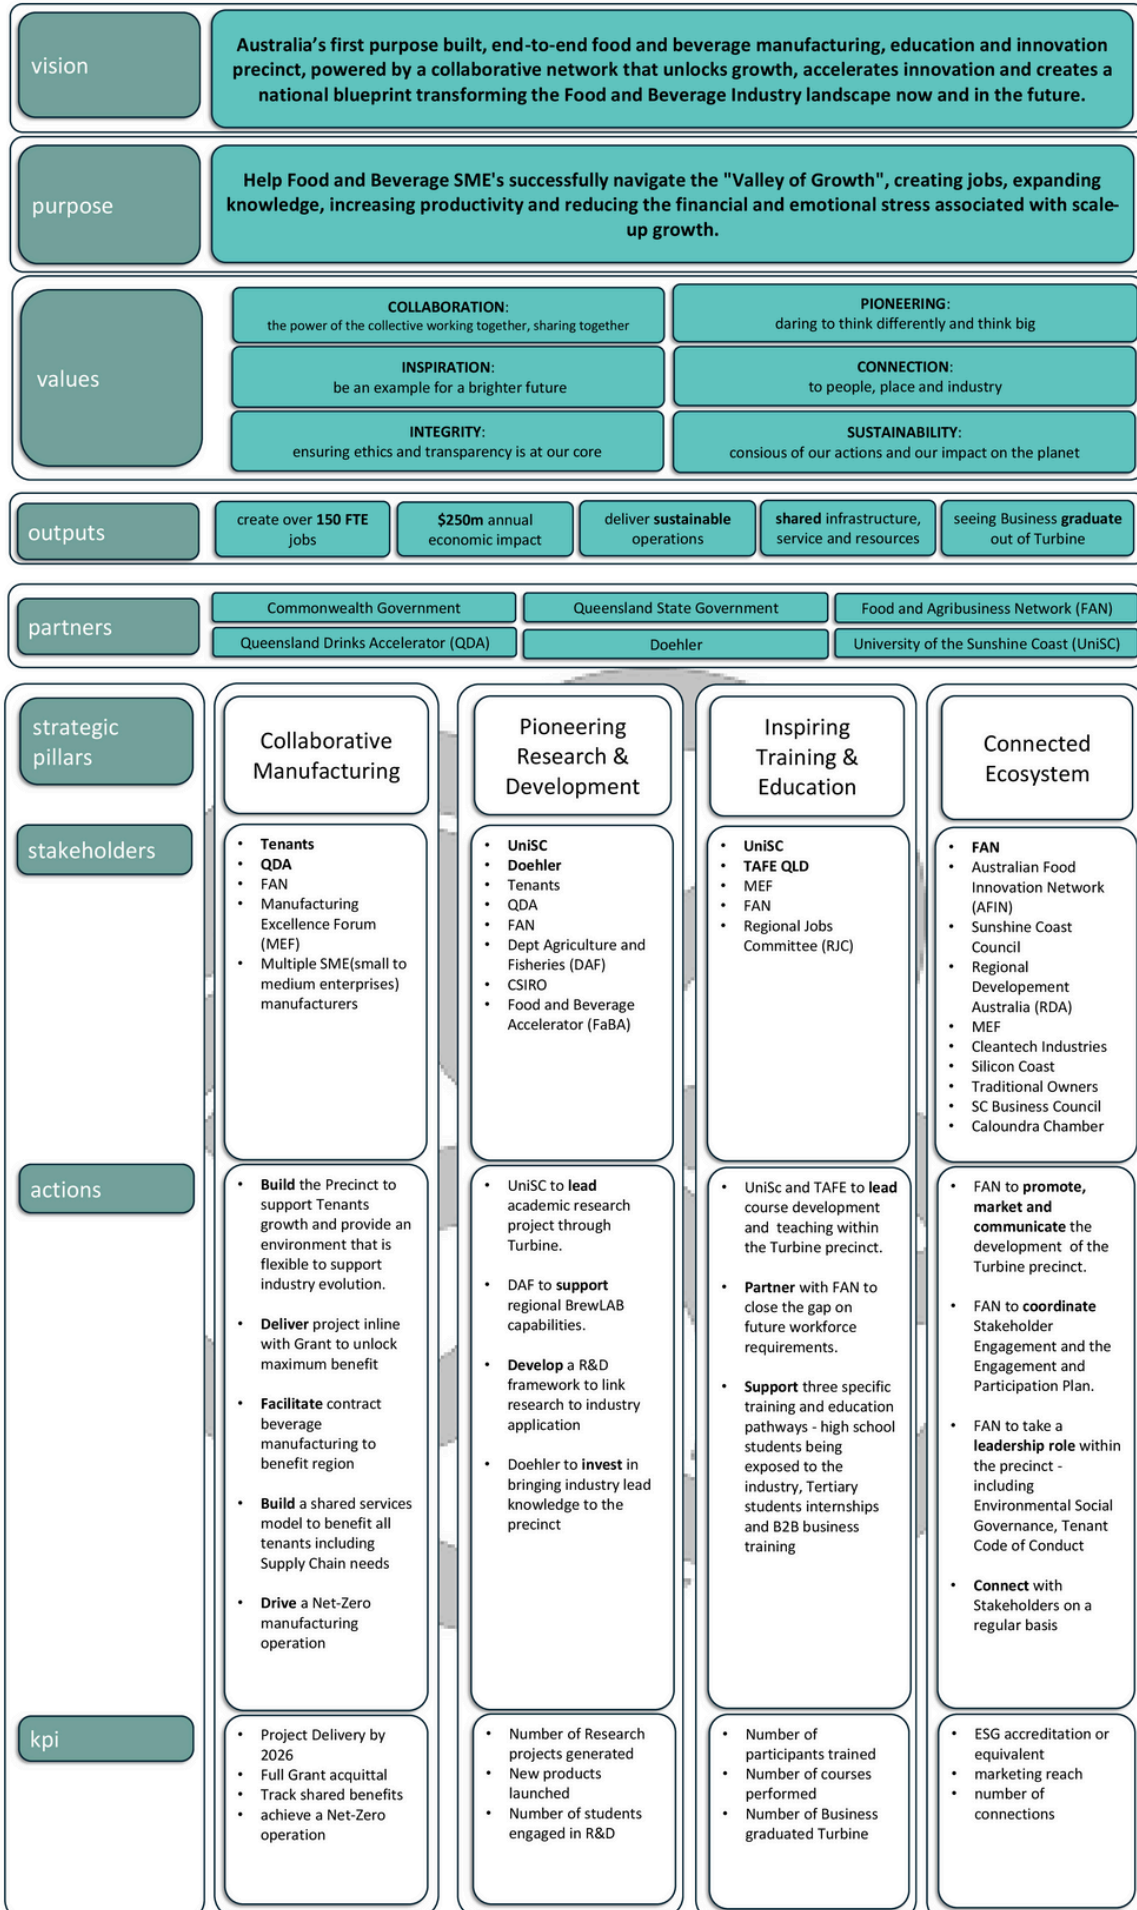 vision
Australia's first purpose built, end-to-end food and beverage manufacturing, education and innovation
precinct, powered by a collaborative network that unlocks growth, accelerates innovation and creates a
national blueprint transforming the Food and Beverage Industry landscape now and in the future.
purpose
Help Food and Beverage SME's successfully navigate the "Valley of Growth", creating jobs, expanding
knowledge, increasing productivity and reducing the financial and emotional stress associated with scale-
up growth.
values
COLLABORATION:
the power of the collective working together, sharing together
PIONEERING:
daring to think differently and think big
INSPIRATION:
be an example for a brighter future
CONNECTION:
to people, place and industry
INTEGRITY:
ensuring ethics and transparency is at our core
SUSTAINABILITY:
consious of our actions and our impact on the planet
outputs
create over 150 FTE
jobs
$250m annual
economic impact
deliver sustainable
operations
shared infrastructure,
service and resources
seeing Business graduate
out of Turbine
partners
Commonwealth Government
Queensland State Government
Food and Agribusiness Network (FAN)
Queensland Drinks Accelerator (QDA)
Doehler
University of the Sunshine Coast (UniSC)
strategic
pillars
Collaborative
Manufacturing
Pioneering
Research &
Development
Inspiring
Training &
Education
Connected
Ecosystem
stakeholders
• Tenants
• QDA
• FAN
• Manufacturing
Excellence Forum
(MEF)
• Multiple SME(small to
medium enterprises)
manufacturers
• UniSC
• Doehler
• Tenants
• QDA
• FAN
• Dept Agriculture and
Fisheries (DAF)
• CSIRO
• Food and Beverage
Accelerator (FaBA)
• UniSC
• TAFE QLD
• MEF
• FAN
• Regional Jobs
Committee (RJC)
• FAN
• Australian Food
Innovation Network
(AFIN)
• Sunshine Coast
Council
• Regional
Developement
Australia (RDA)
• MEF
• Cleantech Industries
• Silicon Coast
• Traditional Owners
• SC Business Council
• Caloundra Chamber
actions
• Build the Precinct to
support Tenants
growth and provide an
environment that is
flexible to support
industry evolution.
• Deliver project inline
with Grant to unlock
maximum benefit
• Facilitate contract
beverage
manufacturing to
benefit region
• Build a shared services
model to benefit all
tenants including
Supply Chain needs
• Drive a Net-Zero
manufacturing
operation
• UniSC to lead
academic research
project through
Turbine.
• DAF to support
regional BrewLAB
capabilities.
• Develop a R&D
framework to link
research to industry
application
• Doehler to invest in
bringing industry lead
knowledge to the
precinct
• UniSc and TAFE to lead
course development
and teaching within
the Turbine precinct.
• Partner with FAN to
close the gap on
future workforce
requirements.
• Support three specific
training and education
pathways - high school
students being
exposed to the
industry, Tertiary
students internships
and B2B business
training
• FAN to promote,
market and
communicate the
development of the
Turbine precinct.
• FAN to coordinate
Stakeholder
Engagement and the
Engagement and
Participation Plan.
• FAN to take a
leadership role within
the precinct -
including
Environmental Social
Governance, Tenant
Code of Conduct
• Connect with
Stakeholders on a
regular basis
kpi
• Project Delivery by
2026
• Full Grant acquittal
• Track shared benefits
• achieve a Net-Zero
operation
• Number of Research
projects generated
• New products
launched
• Number of students
engaged in R&D
• Number of
participants trained
• Number of courses
performed
• Number of Business
graduated Turbine
• ESG accreditation or
equivalent
• marketing reach
• number of
connections